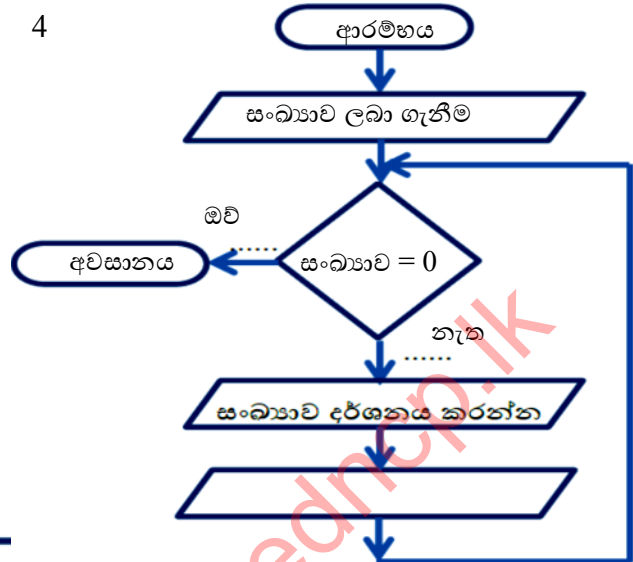 4
ආරම්භය
සංඛ්‍යාව ලබා ගැනීම
ඔව්
......
අවසානය
සංඛ්‍යාව = 0
නැත
......
සංඛ්‍යාව දර්ශනය කරන්න
edncp.lk